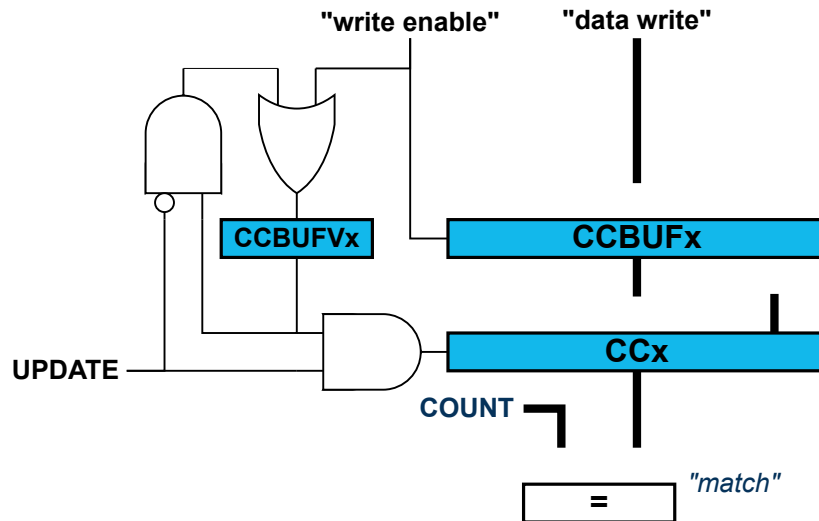 "write enable"
"data write"
CCBUFVx
CCBUFx
UPDATE
CCx
COUNT
=
"match"